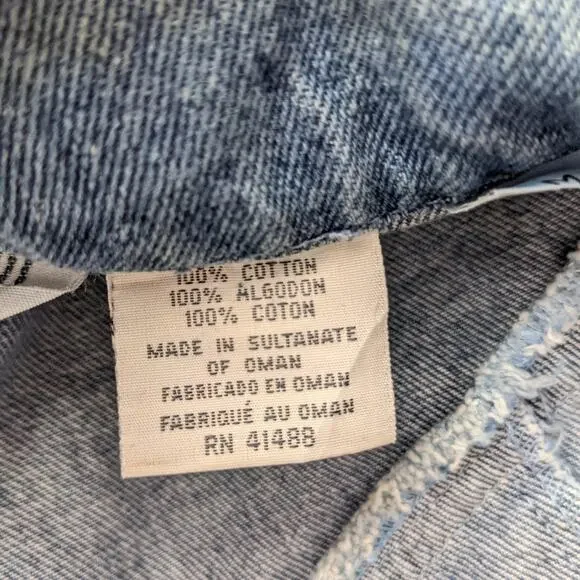 100% COTTON
100% ALGODON
100% COTON
MADE IN SULTANATE
OF OMAN
FABRICADO EN OMAN
FABRIQUÉ AU OMAN
RN 41488